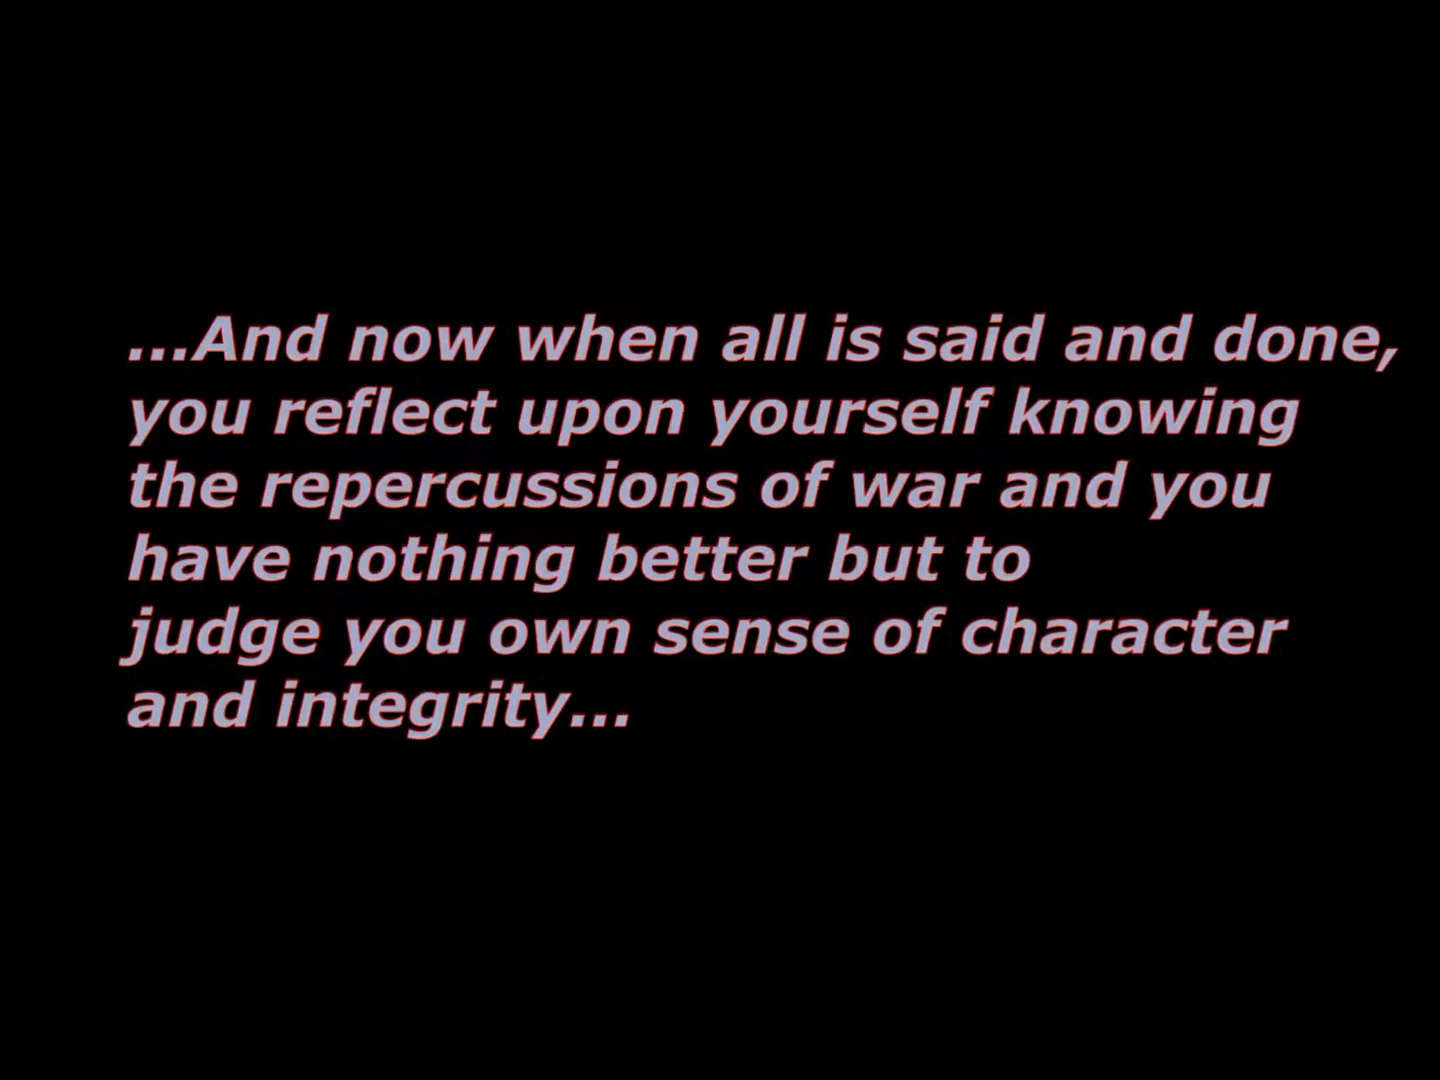 ...And now when all is said and done,
you reflect upon yourself knowing
the repercussions of war and you
have nothing better but to
judge you own sense of character
and integrity...